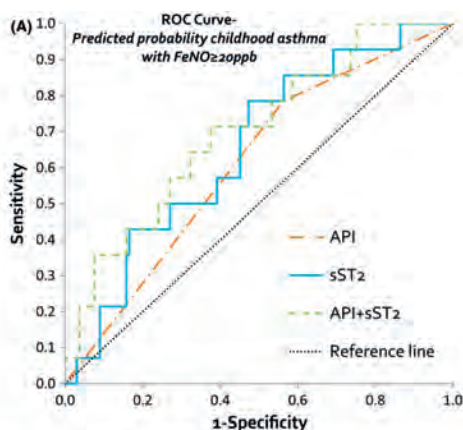 (A)
ROC Curve-
Predicted probability childhood asthma
with FeNO≥20ppb
Sensitivity
1.0
0.9
0.8
0.7
0.6
0.5
0.4
0.3
0.2
0.1
0.0
API
sST2
API+sST2
Reference line
0.0 0.2 0.4 0.6 0.8 1.0
1-Specificity